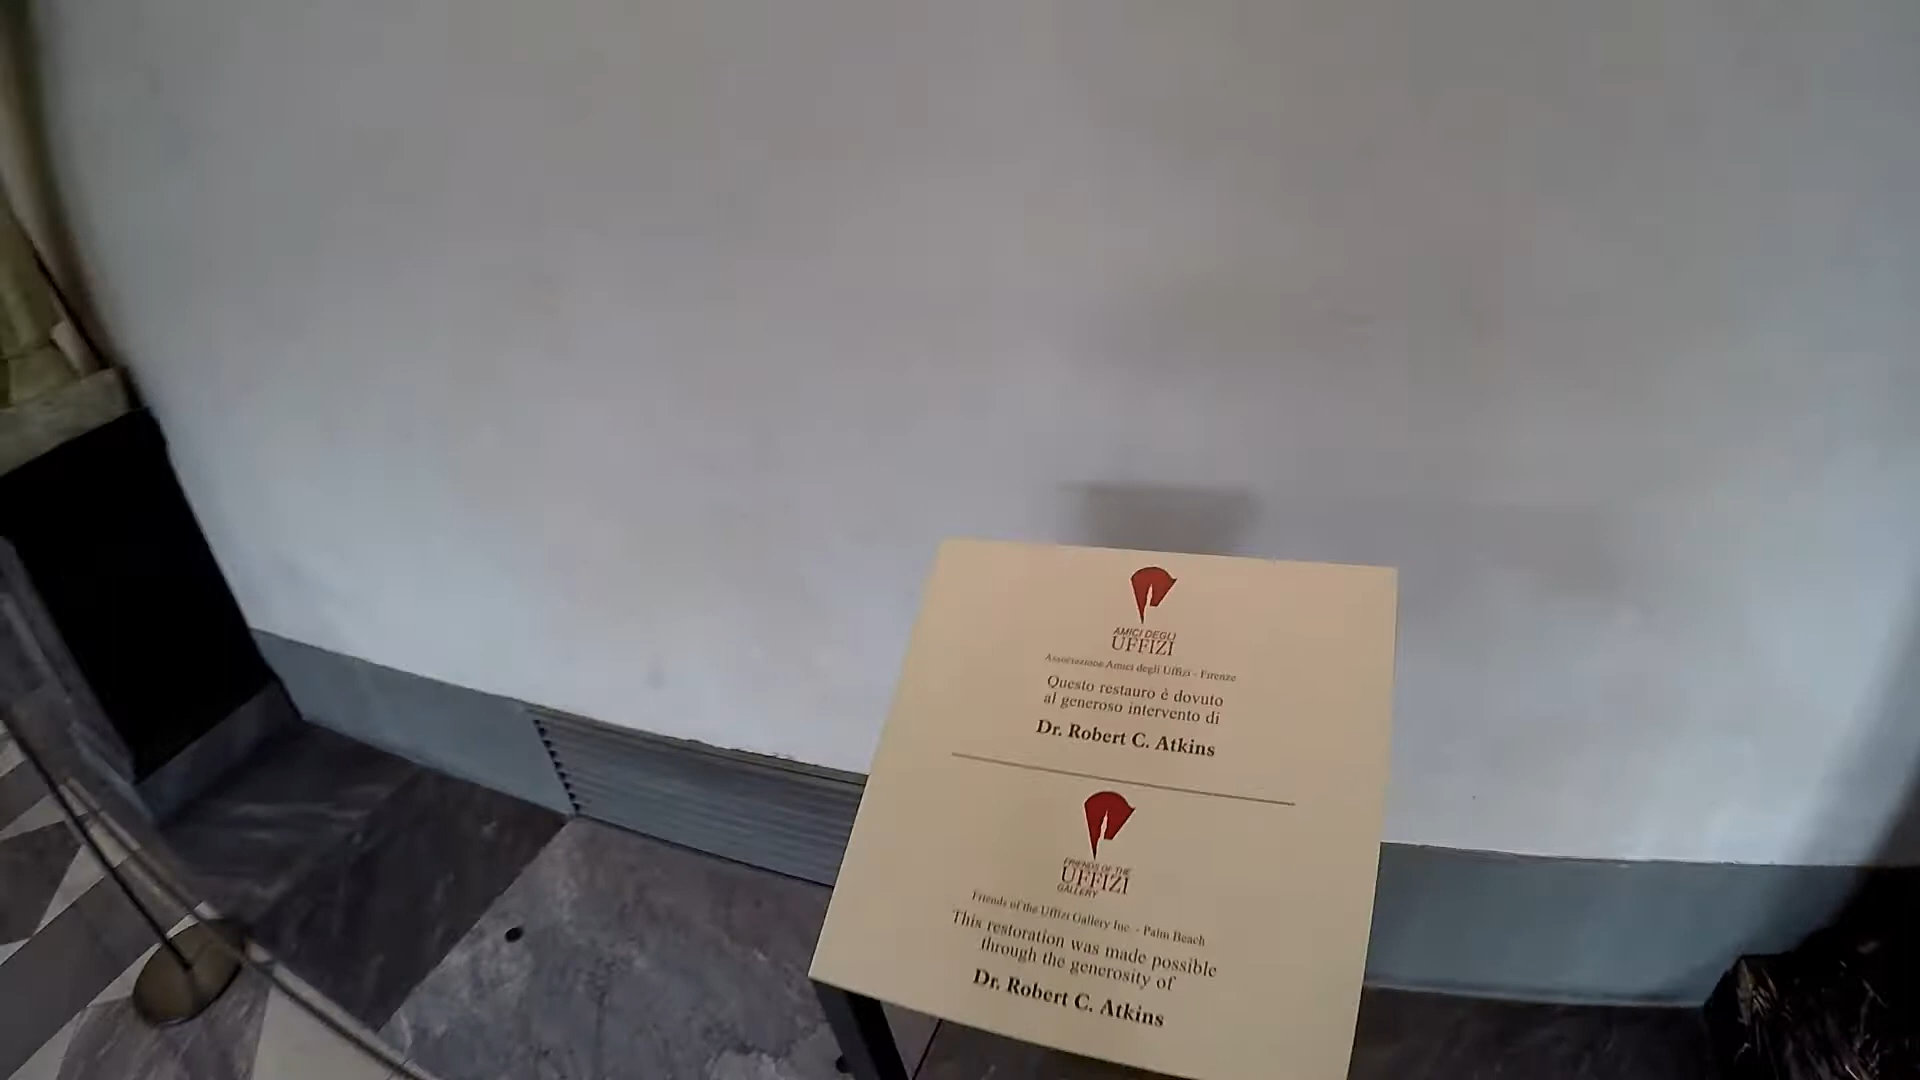 AMICI DEGLI
UFFIZI
Associazione Amici degli Uffizi - Firenze
Questo restauro è dovuto
al generoso intervento di
Dr. Robert C. Atkins
FRIENDS OF THE
UFFIZI
GALLERY
Friends of the Uffizi Gallery Inc. - Palm Beach
This restoration was made possible
through the generosity of
Dr. Robert C. Atkins